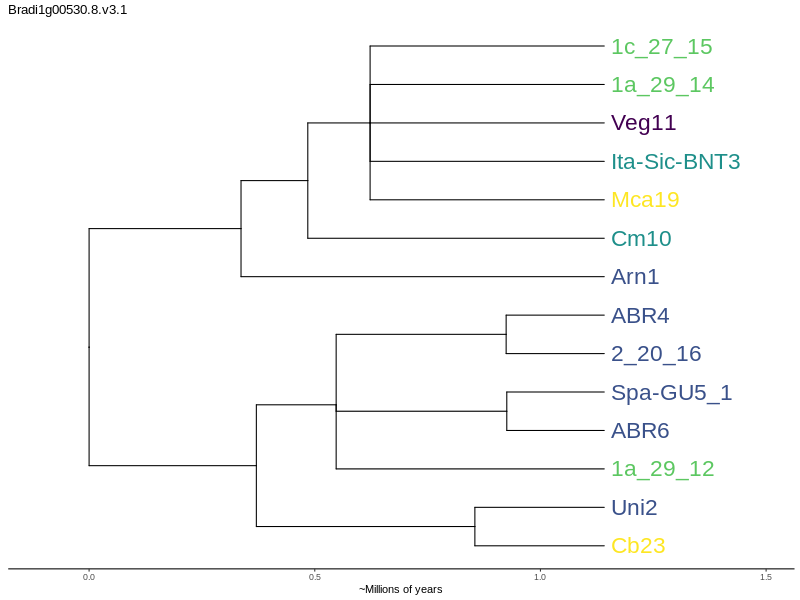 Bradi1g00530.8.v3.1
1c_27_15
1a_29_14
Veg11
Ita-Sic-BNT3
Mca19
Cm10
Arn1
ABR4
2_20_16
Spa-GU5_1
ABR6
1a_29_12
Uni2
Cb23
0.0 0.5 1.0 1.5
~Millions of years